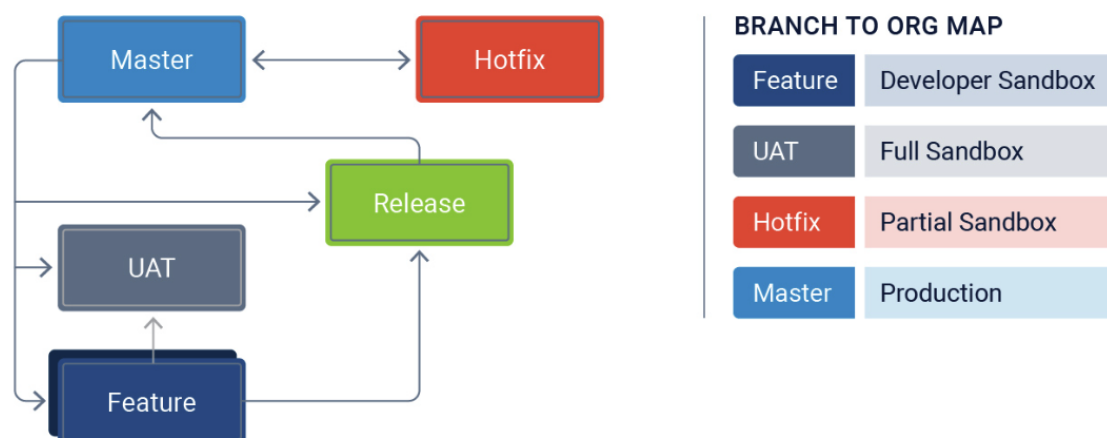 Master
Hotfix
Release
UAT
Feature
BRANCH TO ORG MAP
Feature Developer Sandbox
UAT Full Sandbox
Hotfix Partial Sandbox
Master Production